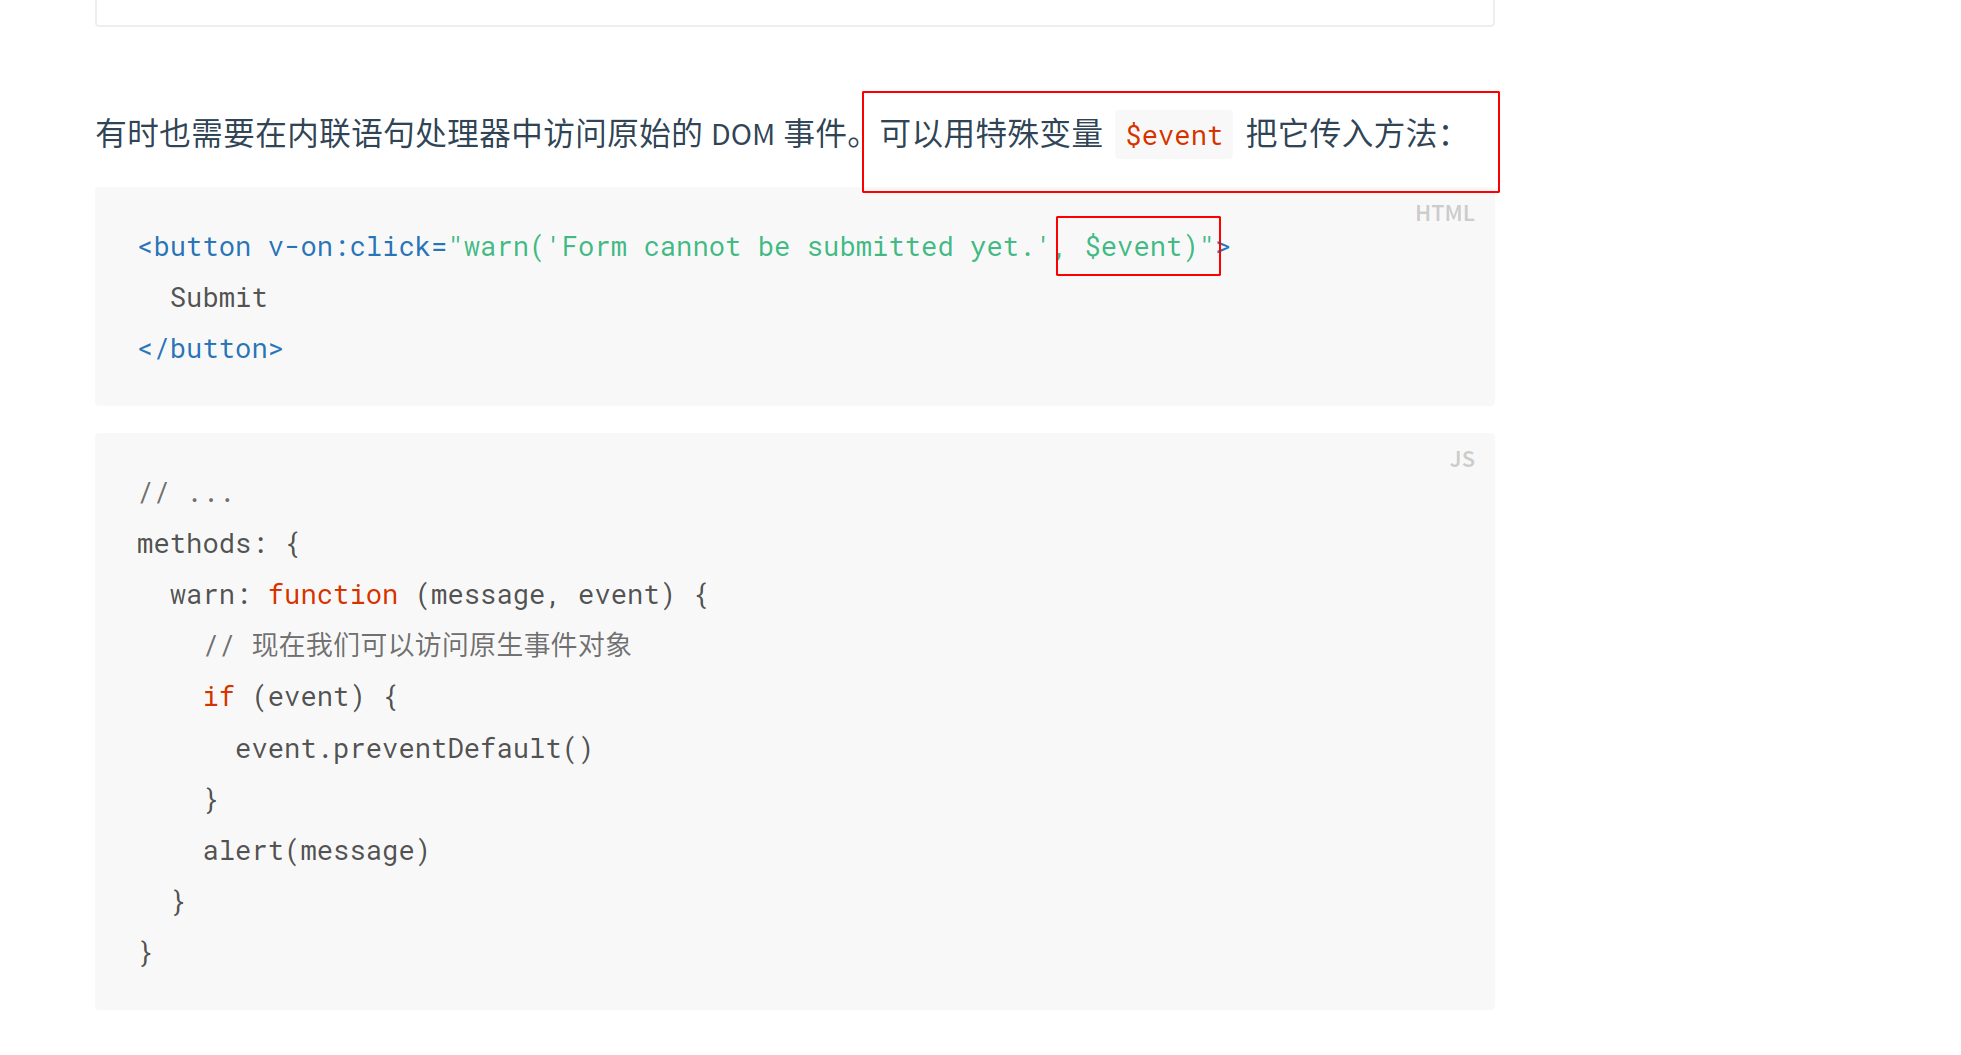 有时也需要在内联语句处理器中访问原始的 DOM 事件。可以用特殊变量 $event 把它传入方法：
HTML
<button v-on:click="warn('Form cannot be submitted yet.', $event)">
  Submit
</button>
JS
// ...
methods: {
  warn: function (message, event) {
    // 现在我们可以访问原生事件对象
    if (event) {
      event.preventDefault()
    }
    alert(message)
  }
}